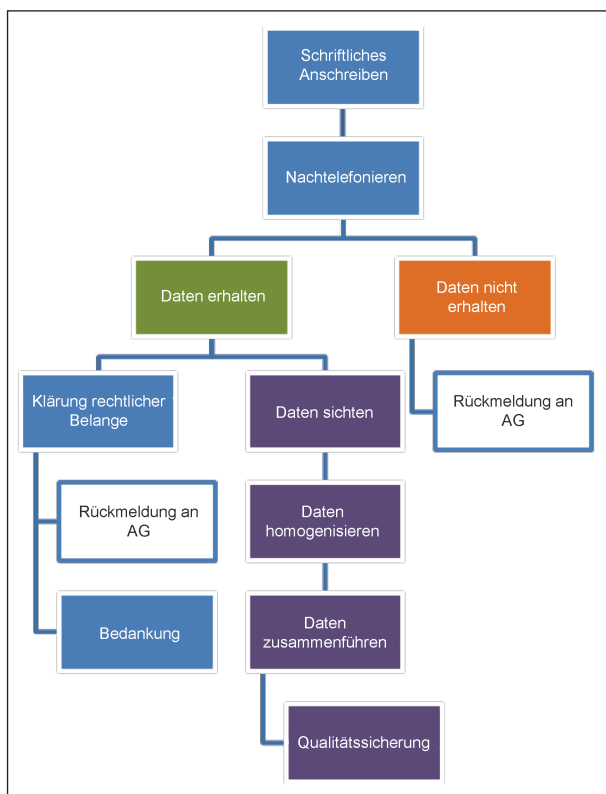 Schriftliches
Anschreiben
Nachtelefonieren
Daten erhalten
Daten nicht
erhalten
Klärung rechtlicher
Belange
Daten sichten
Rückmeldung an
AG
Rückmeldung an
AG
Daten
homogenisieren
Bedankung
Daten
zusammenführen
Qualitätssicherung